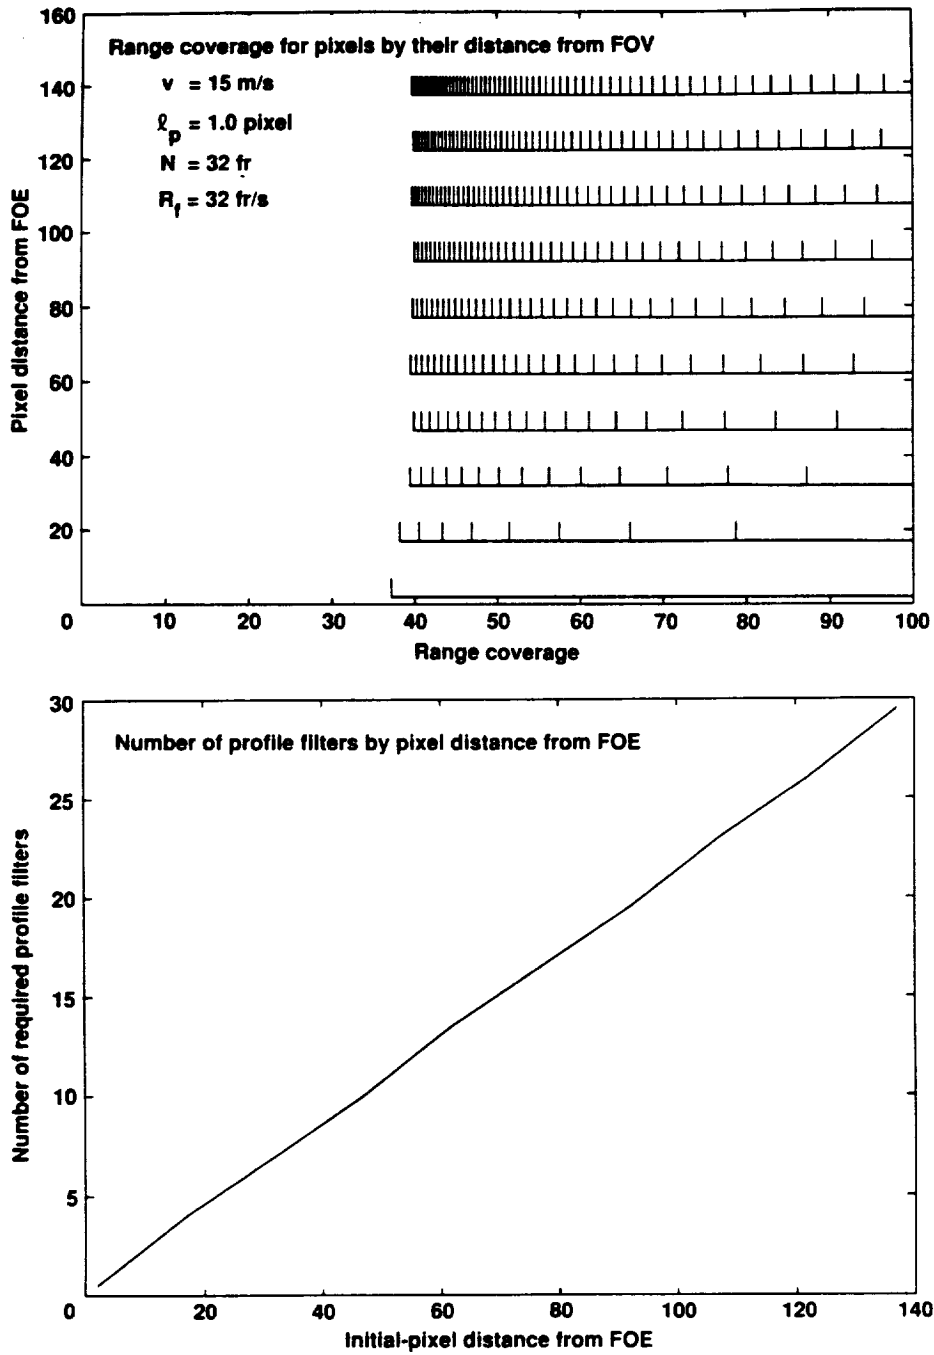 160
Range coverage for pixels by their distance from FOV
v = 15 m/s
140
ℓp = 1.0 pixel
120
N = 32 fr
Rf = 32 fr/s
100
80
60
40
20
0
Pixel distance from FOE
10 20 30 40 50 60 70 80 90 100
Range coverage
30
Number of profile filters by pixel distance from FOE
25
20
15
10
5
0
Number of required profile filters
20 40 60 80 100 120 140
Initial-pixel distance from FOE